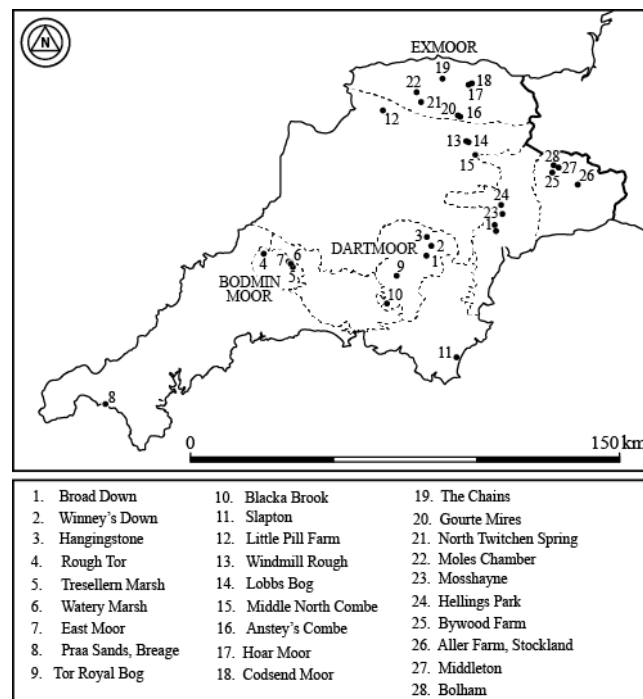 N
EXMOOR
19
18
22
17
21
20
16
12
13
14
15
28
27
25
26
24
23
1
3
DARTMOOR
2
1
6
4
7
9
5
BODMIN
MOOR
10
11
8
0
150 km
1. Broad Down
2. Winney's Down
3. Hangingstone
4. Rough Tor
5. Tresellern Marsh
6. Watery Marsh
7. East Moor
8. Praa Sands, Breage
9. Tor Royal Bog
10. Blacka Brook
11. Slapton
12. Little Pill Farm
13. Windmill Rough
14. Lobbs Bog
15. Middle North Combe
16. Anstey's Combe
17. Hoar Moor
18. Codsend Moor
19. The Chains
20. Gourte Mires
21. North Twitchen Spring
22. Moles Chamber
23. Mosshayne
24. Hellings Park
25. Bywood Farm
26. Aller Farm, Stockland
27. Middleton
28. Bolham